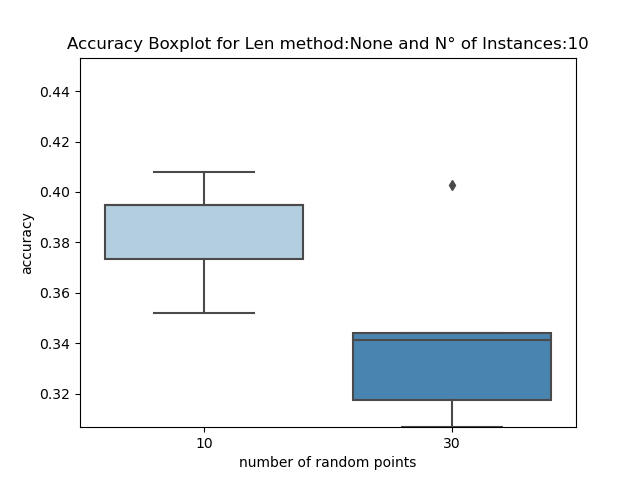 Accuracy Boxplot for Len method:None and N° of Instances:10
0.44
0.42
0.40
0.38
0.36
0.34
0.32
accuracy
10 30
number of random points